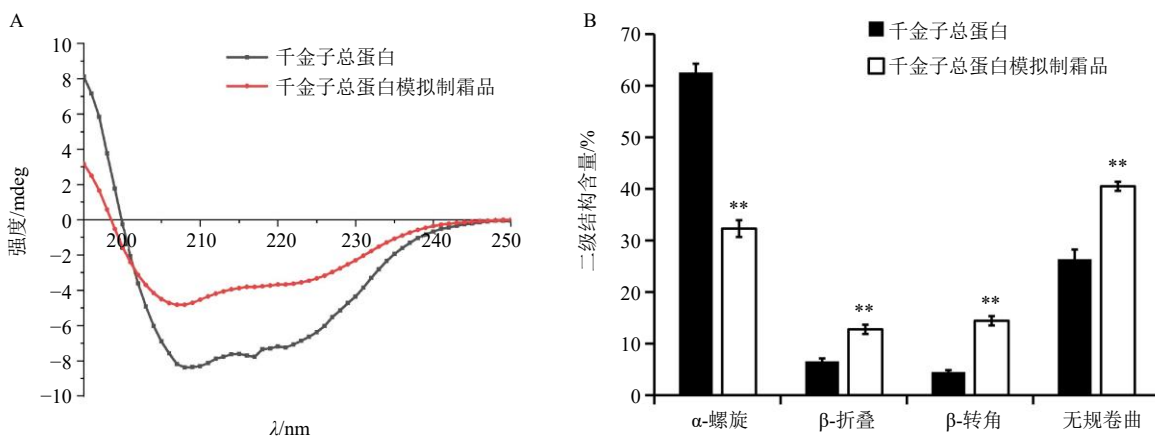 A
强度/mdeg
10
8
6
4
2
0
−2
−4
−6
−8
−10
200
210
220
230
240
250
λ/nm
千金子总蛋白
千金子总蛋白模拟制霜品
B
二级结构含量/%
70
60
50
40
30
20
10
0
千金子总蛋白
千金子总蛋白模拟制霜品
**
**
**
**
α-螺旋
β-折叠
β-转角
无规卷曲